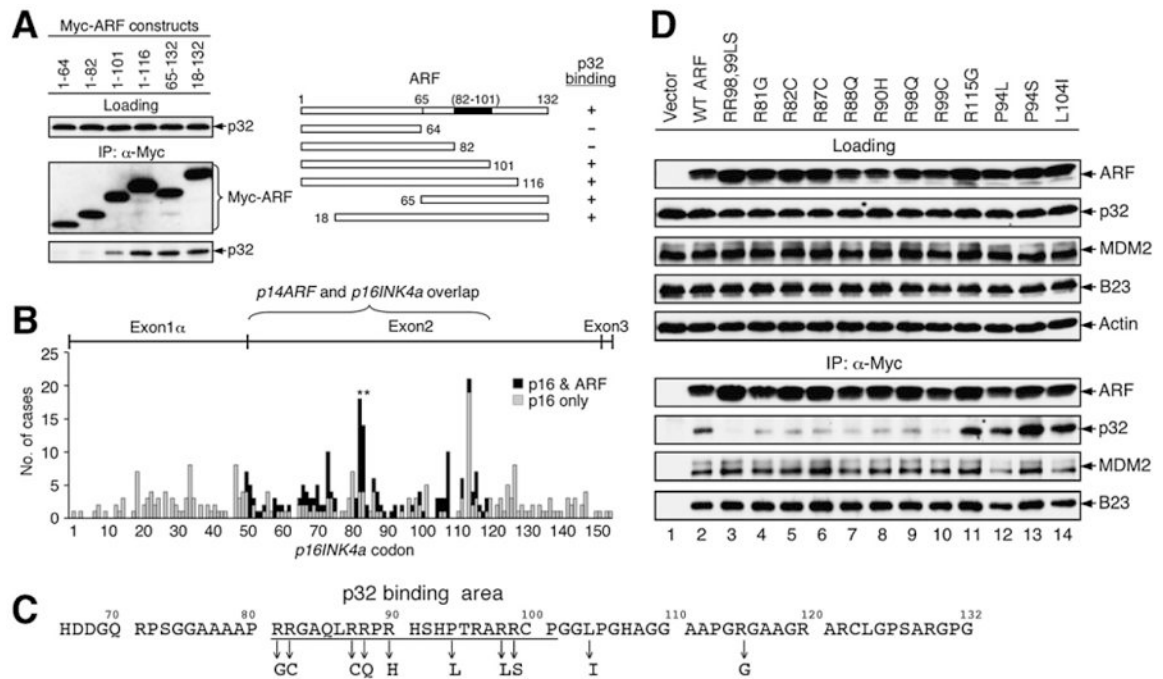 A
Myc-ARF constructs
1-64
1-82
1-101
1-116
65-132
18-132
Loading
p32
IP: α-Myc
Myc-ARF
p32
ARF
p32
binding
1 65 (82-101) 132
+
64 −
82 −
101 +
116 +
65 +
18 +
B
p14ARF and p16INK4a overlap
Exon1α Exon2 Exon3
No. of cases
25
20
15
10
5
0
**
p16 & ARF
p16 only
1 10 20 30 40 50 60 70 80 90 100 110 120 130 140 150
p16INK4a codon
C
p32 binding area
70 80 90 100 110 120 132
HDDGQ RPSGGAAAAP RRGAQLRRPR HSHPTRARRC PGGLPGHAGG AAPGRGAAGR ARCLGPSARGPG
GC CQ H L LS I G
D
Vector
WT ARF
RR98,99LS
R81G
R82C
R87C
R88Q
R90H
R98Q
R99C
R115G
P94L
P94S
L104I
Loading
ARF
p32
MDM2
B23
Actin
IP: α-Myc
ARF
p32
MDM2
B23
1 2 3 4 5 6 7 8 9 10 11 12 13 14